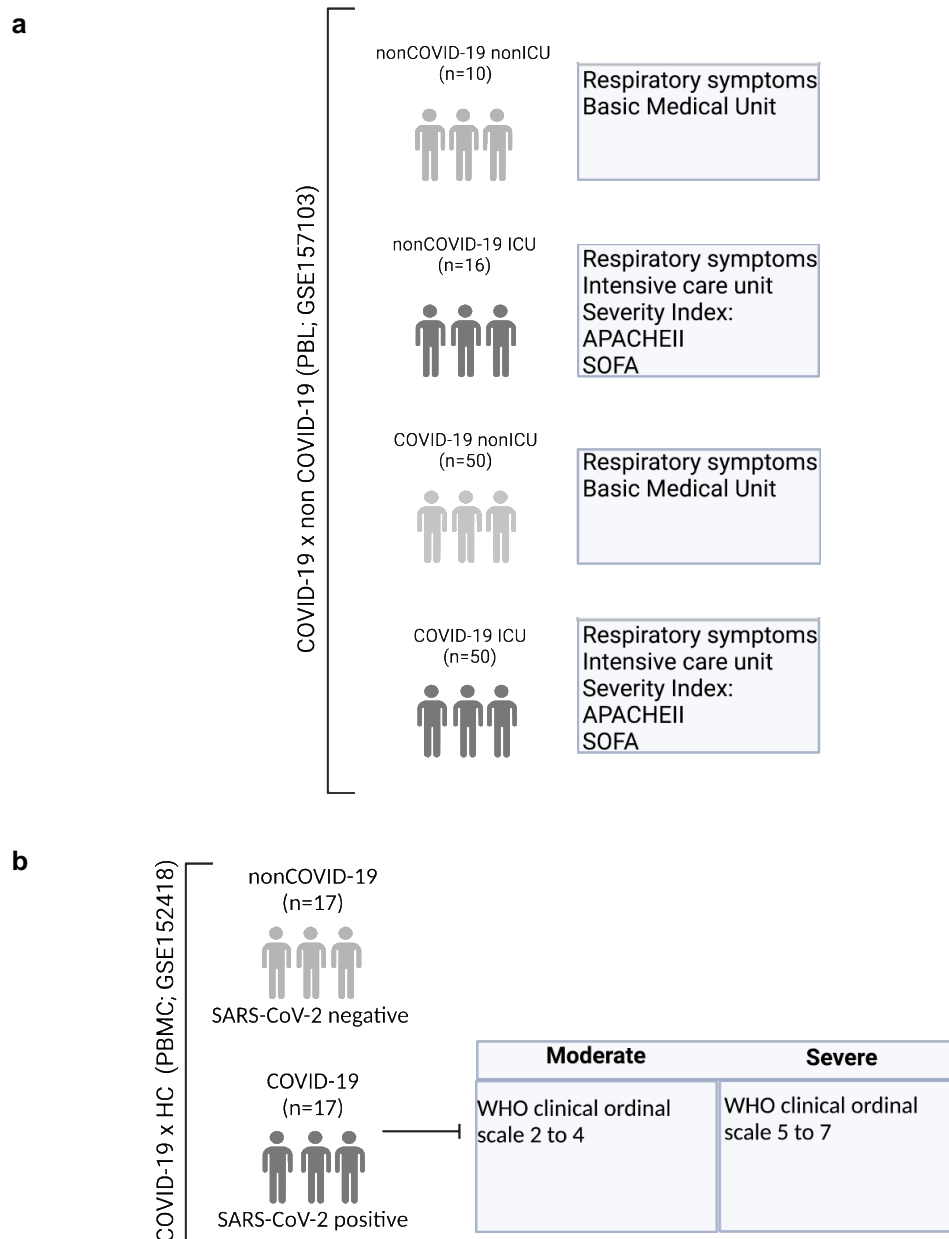 a
COVID-19 x non COVID-19 (PBL; GSE157103)
nonCOVID-19 nonICU
(n=10)
Respiratory symptoms
Basic Medical Unit
nonCOVID-19 ICU
(n=16)
Respiratory symptoms
Intensive care unit
Severity Index:
APACHEII
SOFA
COVID-19 nonICU
(n=50)
Respiratory symptoms
Basic Medical Unit
COVID-19 ICU
(n=50)
Respiratory symptoms
Intensive care unit
Severity Index:
APACHEII
SOFA
b
COVID-19 x HC (PBMC; GSE152418)
nonCOVID-19
(n=17)
SARS-CoV-2 negative
COVID-19
(n=17)
SARS-CoV-2 positive
Moderate
Severe
WHO clinical ordinal
scale 2 to 4
WHO clinical ordinal
scale 5 to 7